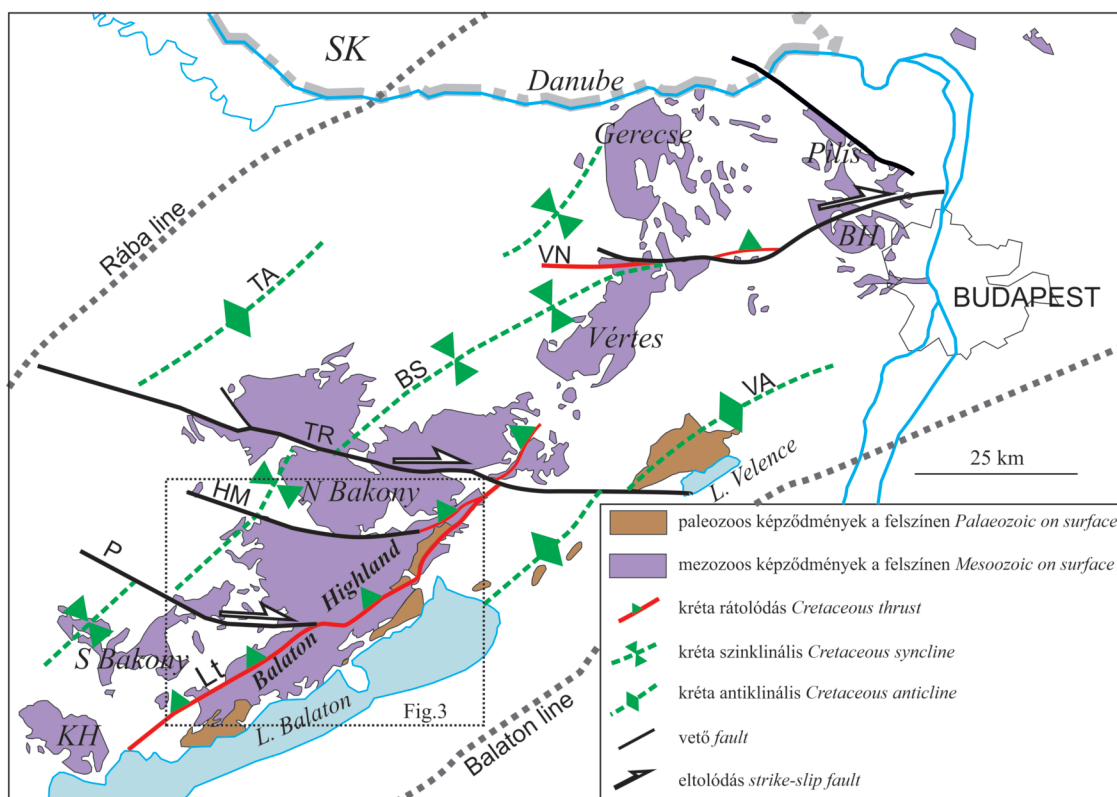 SK
Danube
Gerecse
Pilis
Rába line
TA
VN
BH
BUDAPEST
Vértes
BS
VA
TR
L. Velence
25 km
HM
N Bakony
P
Highland
S Bakony
Lt
Balaton
L. Balaton
Fig.3
KH
Balaton line
paleozoos képződmények a felszínen Palaeozoic on surface
mezozoos képződmények a felszínen Mesoozoic on surface
kréta rátolódás Cretaceous thrust
kréta szinklinális Cretaceous syncline
kréta antiklinális Cretaceous anticline
vető fault
eltolódás strike-slip fault